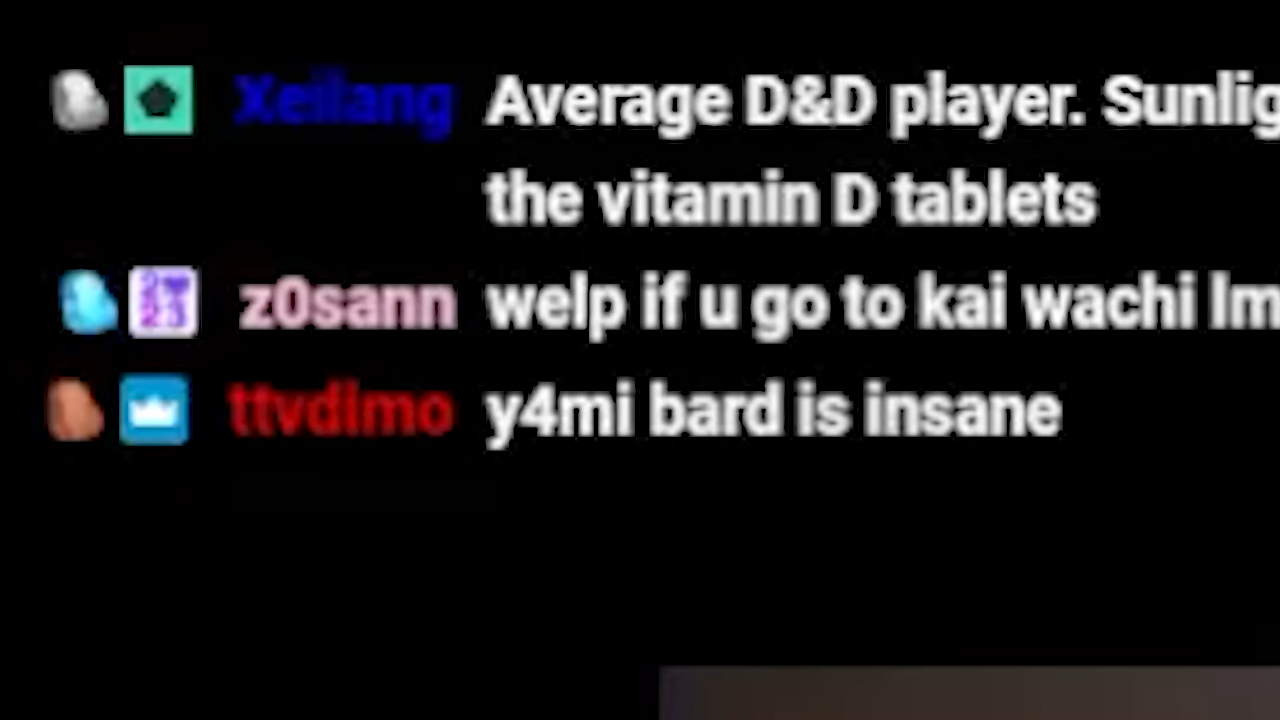 Xeilang Average D&D player. Sunlig
the vitamin D tablets
z0sann welp if u go to kai wachi lm
ttvdlmo y4mi bard is insane